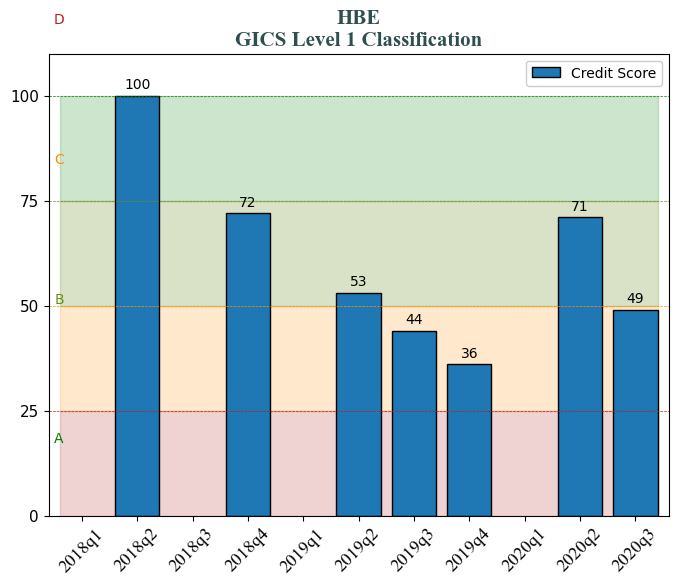 D
HBE
GICS Level 1 Classification
Credit Score
100
100
C
75
72
71
B
53
50
49
44
36
25
A
0
2018q1
2018q2
2018q3
2018q4
2019q1
2019q2
2019q3
2019q4
2020q1
2020q2
2020q3